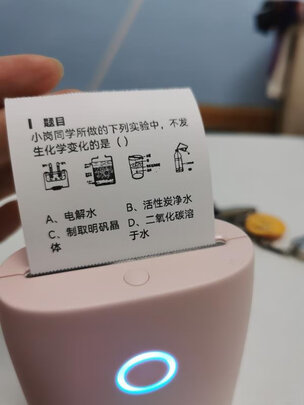 题目
小岗同学所做的下列实验中，不发
生化学变化的是（）
A、电解水
B、活性炭净水
C、制取明矾晶
体
D、二氧化碳溶
于水